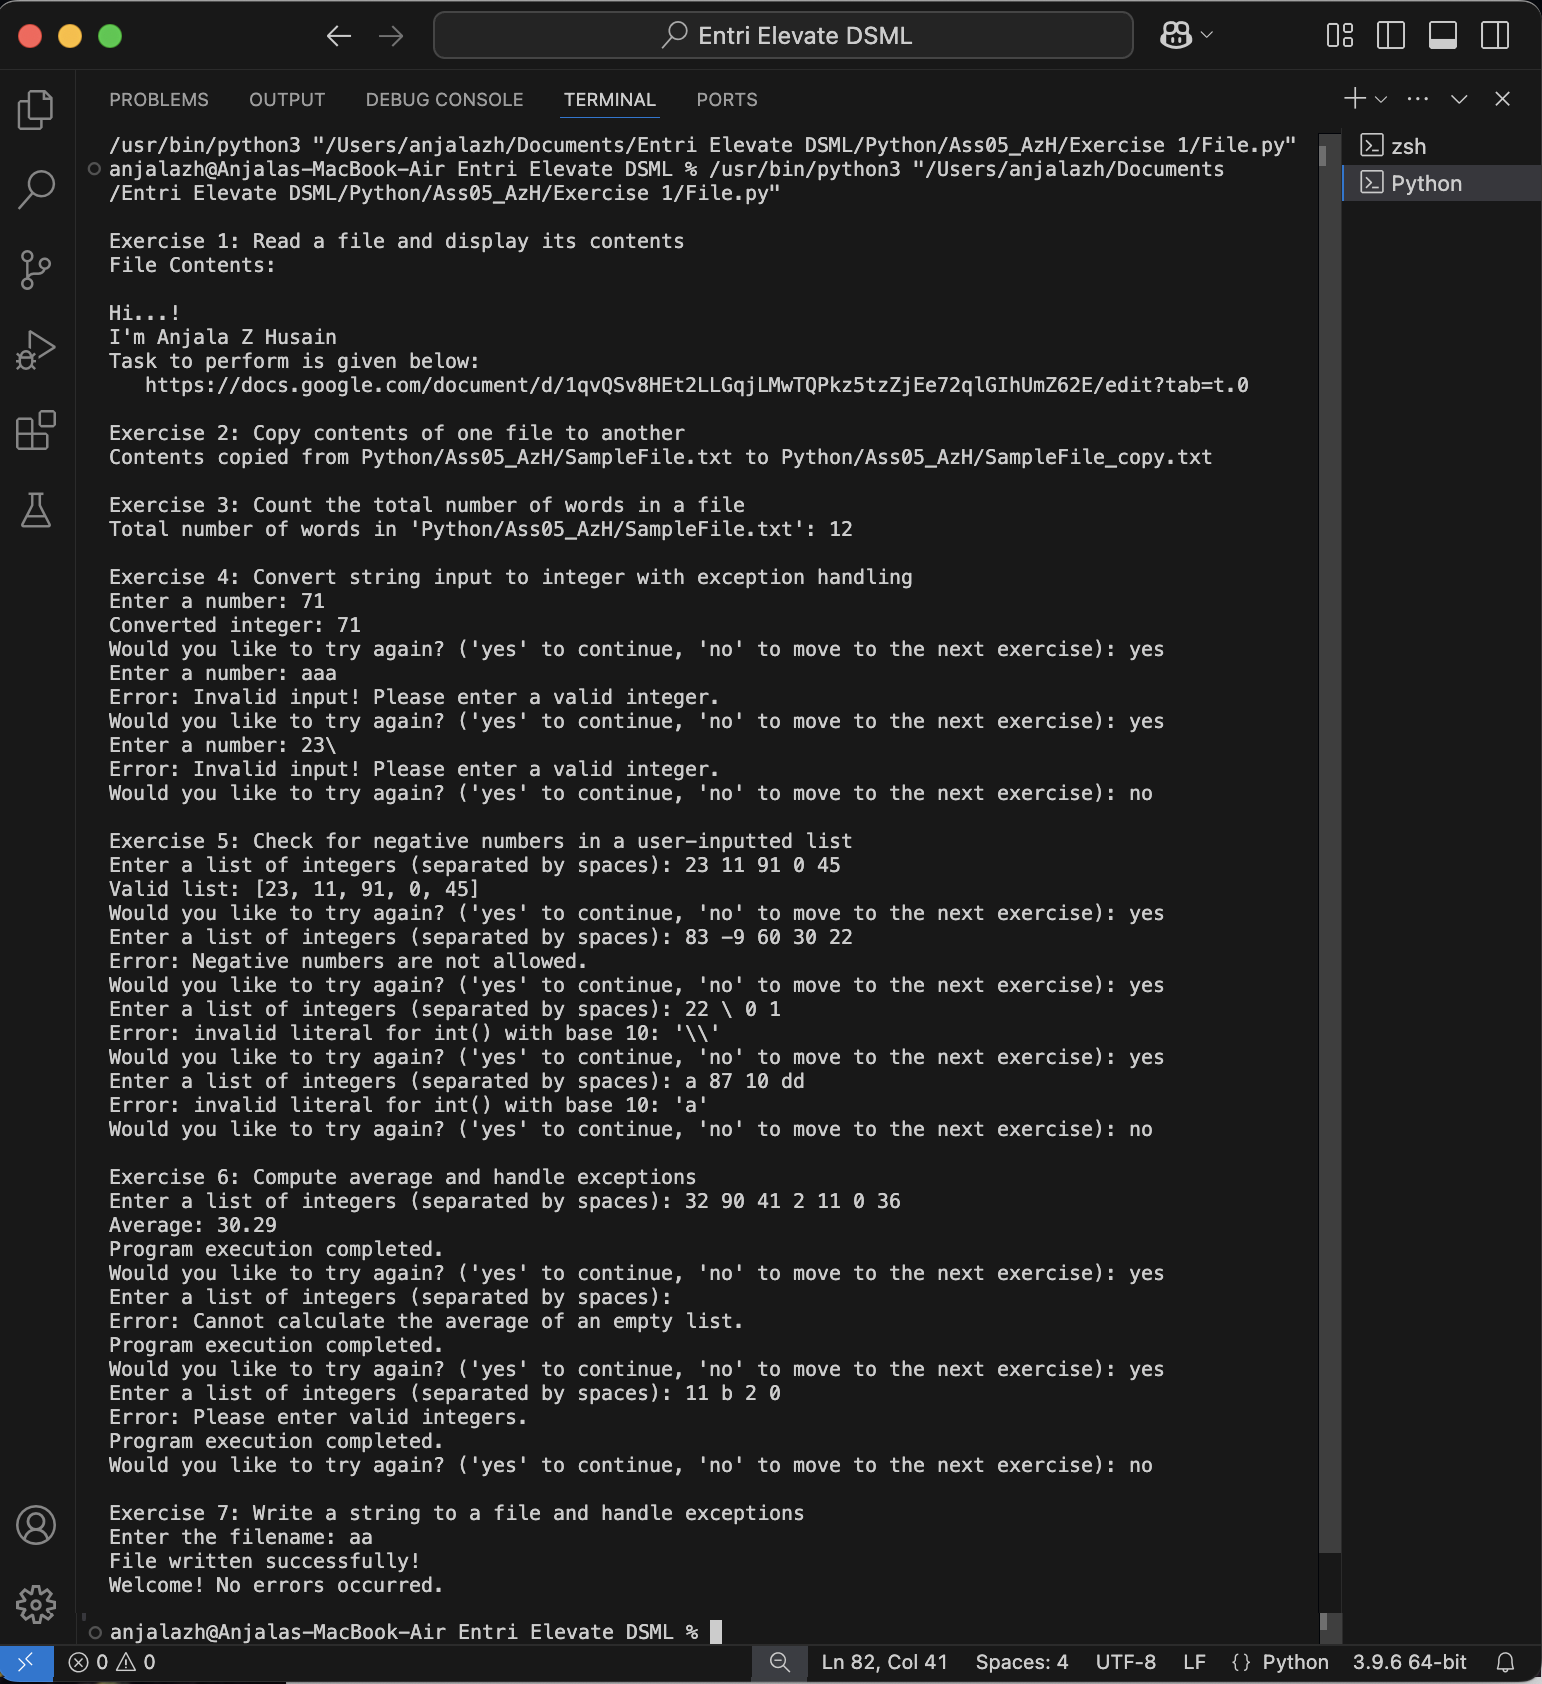 Entri Elevate DSML
PROBLEMS OUTPUT DEBUG CONSOLE TERMINAL PORTS
/usr/bin/python3 "/Users/anjalazh/Documents/Entri Elevate DSML/Python/Ass05_AzH/Exercise 1/File.py"
anjalazh@Anjalas-MacBook-Air Entri Elevate DSML % /usr/bin/python3 "/Users/anjalazh/Documents
/Entri Elevate DSML/Python/Ass05_AzH/Exercise 1/File.py"
Exercise 1: Read a file and display its contents
File Contents:
Hi...!
I'm Anjala Z Husain
Task to perform is given below:
https://docs.google.com/document/d/1qvQSv8HEt2LLGqjLMwTQPkz5tzZjEe72qlGIhUmZ62E/edit?tab=t.0
Exercise 2: Copy contents of one file to another
Contents copied from Python/Ass05_AzH/SampleFile.txt to Python/Ass05_AzH/SampleFile_copy.txt
Exercise 3: Count the total number of words in a file
Total number of words in 'Python/Ass05_AzH/SampleFile.txt': 12
Exercise 4: Convert string input to integer with exception handling
Enter a number: 71
Converted integer: 71
Would you like to try again? ('yes' to continue, 'no' to move to the next exercise): yes
Enter a number: aaa
Error: Invalid input! Please enter a valid integer.
Would you like to try again? ('yes' to continue, 'no' to move to the next exercise): yes
Enter a number: 23\
Error: Invalid input! Please enter a valid integer.
Would you like to try again? ('yes' to continue, 'no' to move to the next exercise): no
Exercise 5: Check for negative numbers in a user-inputted list
Enter a list of integers (separated by spaces): 23 11 91 0 45
Valid list: [23, 11, 91, 0, 45]
Would you like to try again? ('yes' to continue, 'no' to move to the next exercise): yes
Enter a list of integers (separated by spaces): 83 -9 60 30 22
Error: Negative numbers are not allowed.
Would you like to try again? ('yes' to continue, 'no' to move to the next exercise): yes
Enter a list of integers (separated by spaces): 22 \ 0 1
Error: invalid literal for int() with base 10: '\\'
Would you like to try again? ('yes' to continue, 'no' to move to the next exercise): yes
Enter a list of integers (separated by spaces): a 87 10 dd
Error: invalid literal for int() with base 10: 'a'
Would you like to try again? ('yes' to continue, 'no' to move to the next exercise): no
Exercise 6: Compute average and handle exceptions
Enter a list of integers (separated by spaces): 32 90 41 2 11 0 36
Average: 30.29
Program execution completed.
Would you like to try again? ('yes' to continue, 'no' to move to the next exercise): yes
Enter a list of integers (separated by spaces):
Error: Cannot calculate the average of an empty list.
Program execution completed.
Would you like to try again? ('yes' to continue, 'no' to move to the next exercise): yes
Enter a list of integers (separated by spaces): 11 b 2 0
Error: Please enter valid integers.
Program execution completed.
Would you like to try again? ('yes' to continue, 'no' to move to the next exercise): no
Exercise 7: Write a string to a file and handle exceptions
Enter the filename: aa
File written successfully!
Welcome! No errors occurred.
anjalazh@Anjalas-MacBook-Air Entri Elevate DSML %
zsh
Python
0 0 Ln 82, Col 41 Spaces: 4 UTF-8 LF {} Python 3.9.6 64-bit